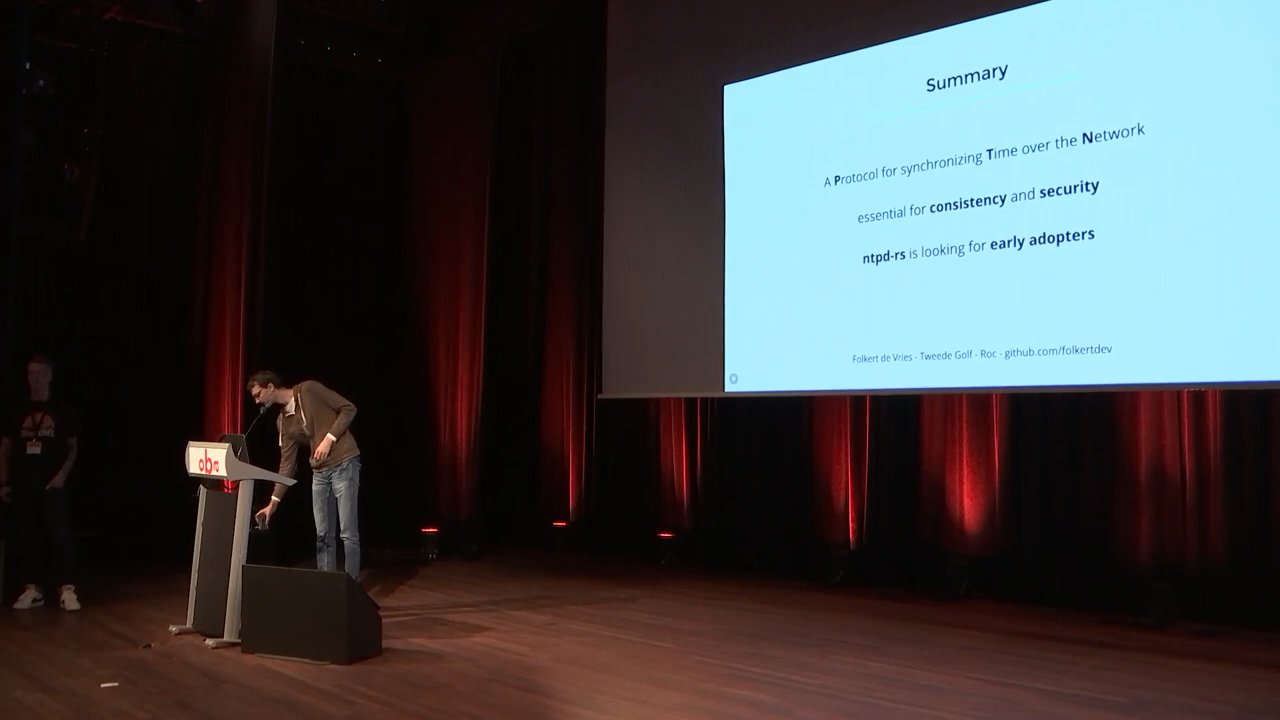 Summary
A Protocol for synchronizing Time over the Network
essential for consistency and security
ntpd-rs is looking for early adopters
Folkert de Vries - Tweede Golf - Roc - github.com/folkertdev
oba